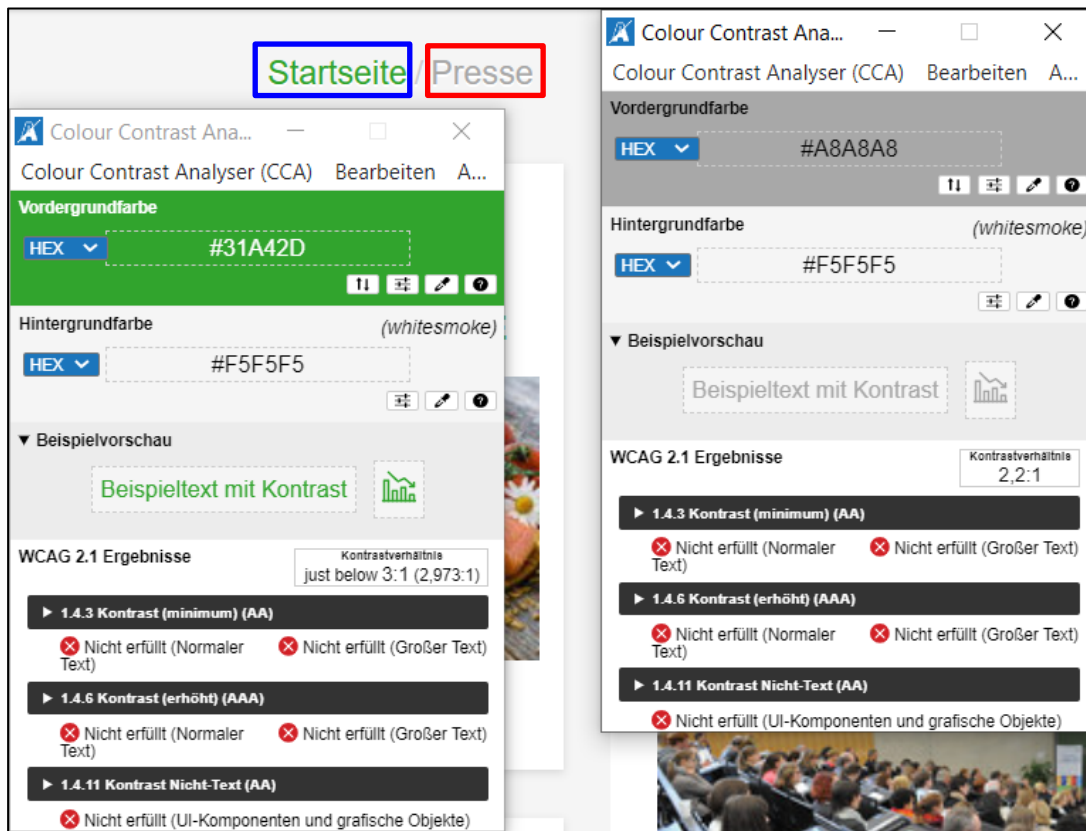 Startseite / Presse
Colour Contrast Ana...
Colour Contrast Analyser (CCA) Bearbeiten A...
Vordergrundfarbe
HEX #31A42D
Hintergrundfarbe (whitesmoke)
HEX #F5F5F5
▼ Beispielvorschau
Beispieltext mit Kontrast
WCAG 2.1 Ergebnisse
Kontrastverhältnis
just below 3:1 (2,973:1)
1.4.3 Kontrast (minimum) (AA)
Nicht erfüllt (Normaler Nicht erfüllt (Großer Text)
Text)
1.4.6 Kontrast (erhöht) (AAA)
Nicht erfüllt (Normaler Nicht erfüllt (Großer Text)
Text)
1.4.11 Kontrast Nicht-Text (AA)
Nicht erfüllt (UI-Komponenten und grafische Objekte)
Colour Contrast Ana...
Colour Contrast Analyser (CCA) Bearbeiten A...
Vordergrundfarbe
HEX #A8A8A8
Hintergrundfarbe (whitesmoke)
HEX #F5F5F5
▼ Beispielvorschau
Beispieltext mit Kontrast
WCAG 2.1 Ergebnisse
Kontrastverhältnis
2,2:1
1.4.3 Kontrast (minimum) (AA)
Nicht erfüllt (Normaler Nicht erfüllt (Großer Text)
Text)
1.4.6 Kontrast (erhöht) (AAA)
Nicht erfüllt (Normaler Nicht erfüllt (Großer Text)
Text)
1.4.11 Kontrast Nicht-Text (AA)
Nicht erfüllt (UI-Komponenten und grafische Objekte)